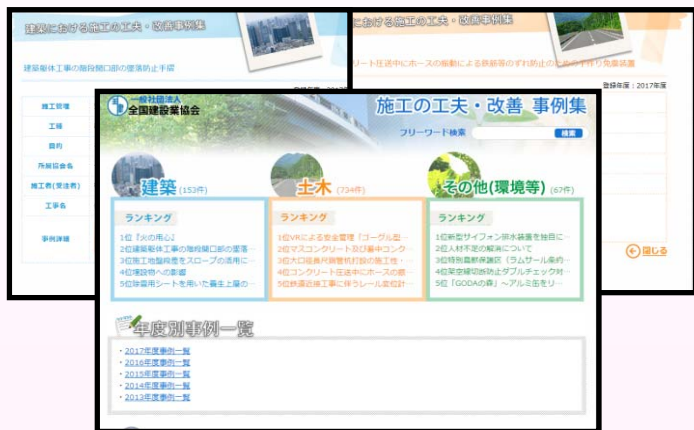 建築における施工の工夫・改善事例集
建築躯体工事の階段開口部の墜落防止手摺
施工管理
工種
目的
所属協会名
施工者(受注者)
工事名
事例詳細
における施工の工夫・改善事例集
リート圧送中にホースの振動による鉄筋等のずれ防止のための手作り免震装置
登録年度：2017年度
閉じる
一般社団法人
全国建設業協会
施工の工夫・改善 事例集
フリーワード検索
検索
建築(153件)
ランキング
1位『火の用心』
2位建築躯体工事の階段開口部の墜落…
3位施工地盤段差をスロープの活用に…
4位埋設物への影響
5位除雪用シートを用いた養生上屋の…
土木(734件)
ランキング
1位VRによる安全管理「ゴーグル型…
2位マスコンクリート及び暑中コンク…
3位大口径長尺鋼管杭打設の施工性・…
4位コンクリート圧送中にホースの振…
5位鉄道近接工事に伴うレール変位計…
その他(環境等)(67件)
ランキング
1位新型サイフォン排水装置を独自に…
2位人材不足の解消について
3位特別鳥獣保護区（ラムサール条約…
4位架空線切断防止ダブルチェック対…
5位「GODAの森」～アルミ缶をリ…
年度別事例一覧
・2017年度事例一覧
・2016年度事例一覧
・2015年度事例一覧
・2014年度事例一覧
・2013年度事例一覧